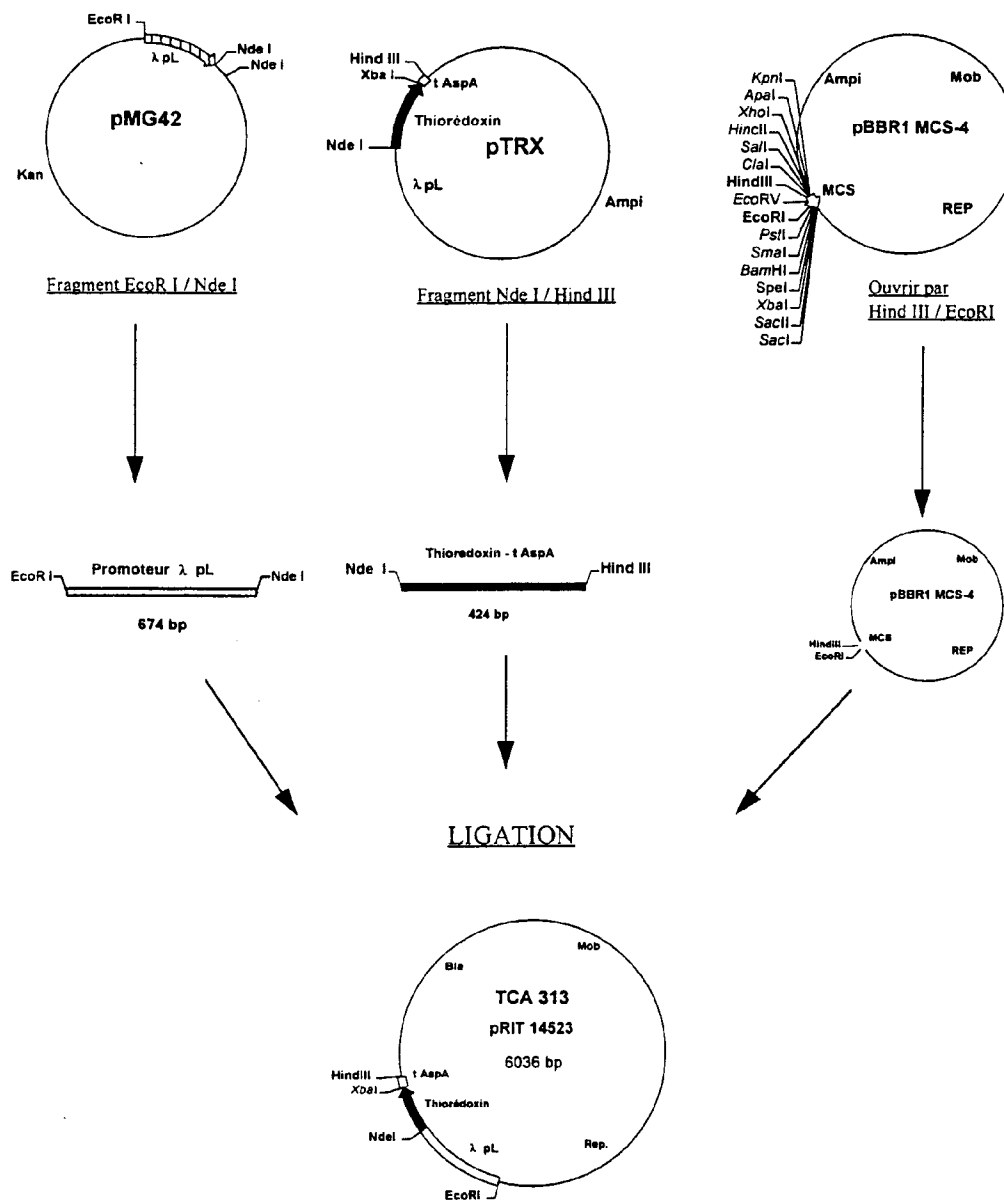 EcoR I
λ pL
Nde I
Nde I
pMG42
Kan
Fragment EcoR I / Nde I
Hind III
Xba I
t AspA
Thiorédoxin
pTRX
Nde I
λ pL
Ampi
Fragment Nde I / Hind III
KpnI
ApaI
XhoI
HincII
SalI
ClaI
HindIII
EcoRV
EcoRI
PstI
SmaI
BamHI
SpeI
XbaI
SacII
SacI
Ampi
Mob
pBBR1 MCS-4
MCS
REP
Ouvrir par
Hind III / EcoRI
EcoR I
Promoteur λ pL
Nde I
674 bp
Thioredoxin - t AspA
Nde I
Hind III
424 bp
Ampi
Mob
pBBR1 MCS-4
HindIII
MCS
EcoRI
REP
LIGATION
Mob
Bla
TCA 313
pRIT 14523
6036 bp
HindIII
t AspA
XbaI
Thiorédoxin
NdeI
λ pL
Rep.
EcoRI